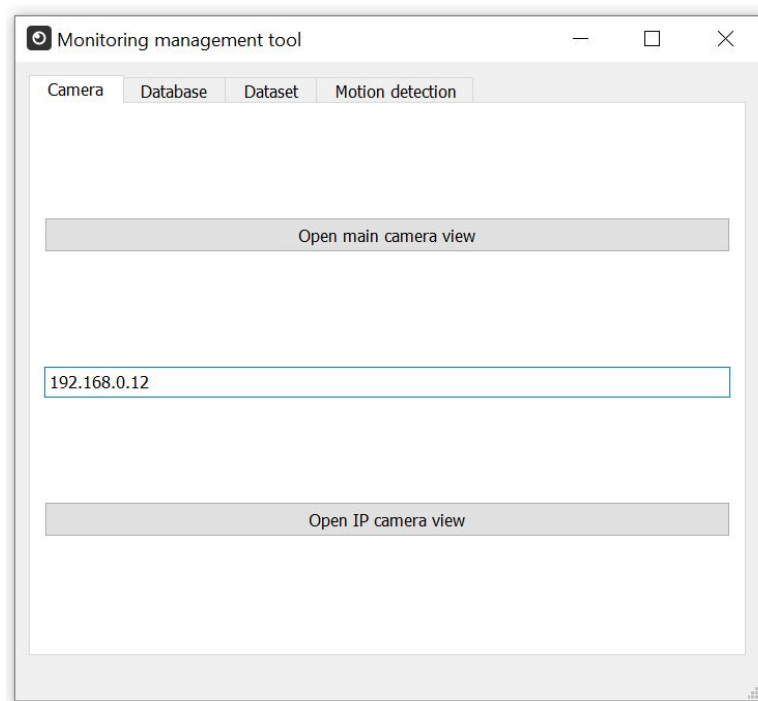 Monitoring management tool
Camera Database Dataset Motion detection
Open main camera view
192.168.0.12
Open IP camera view